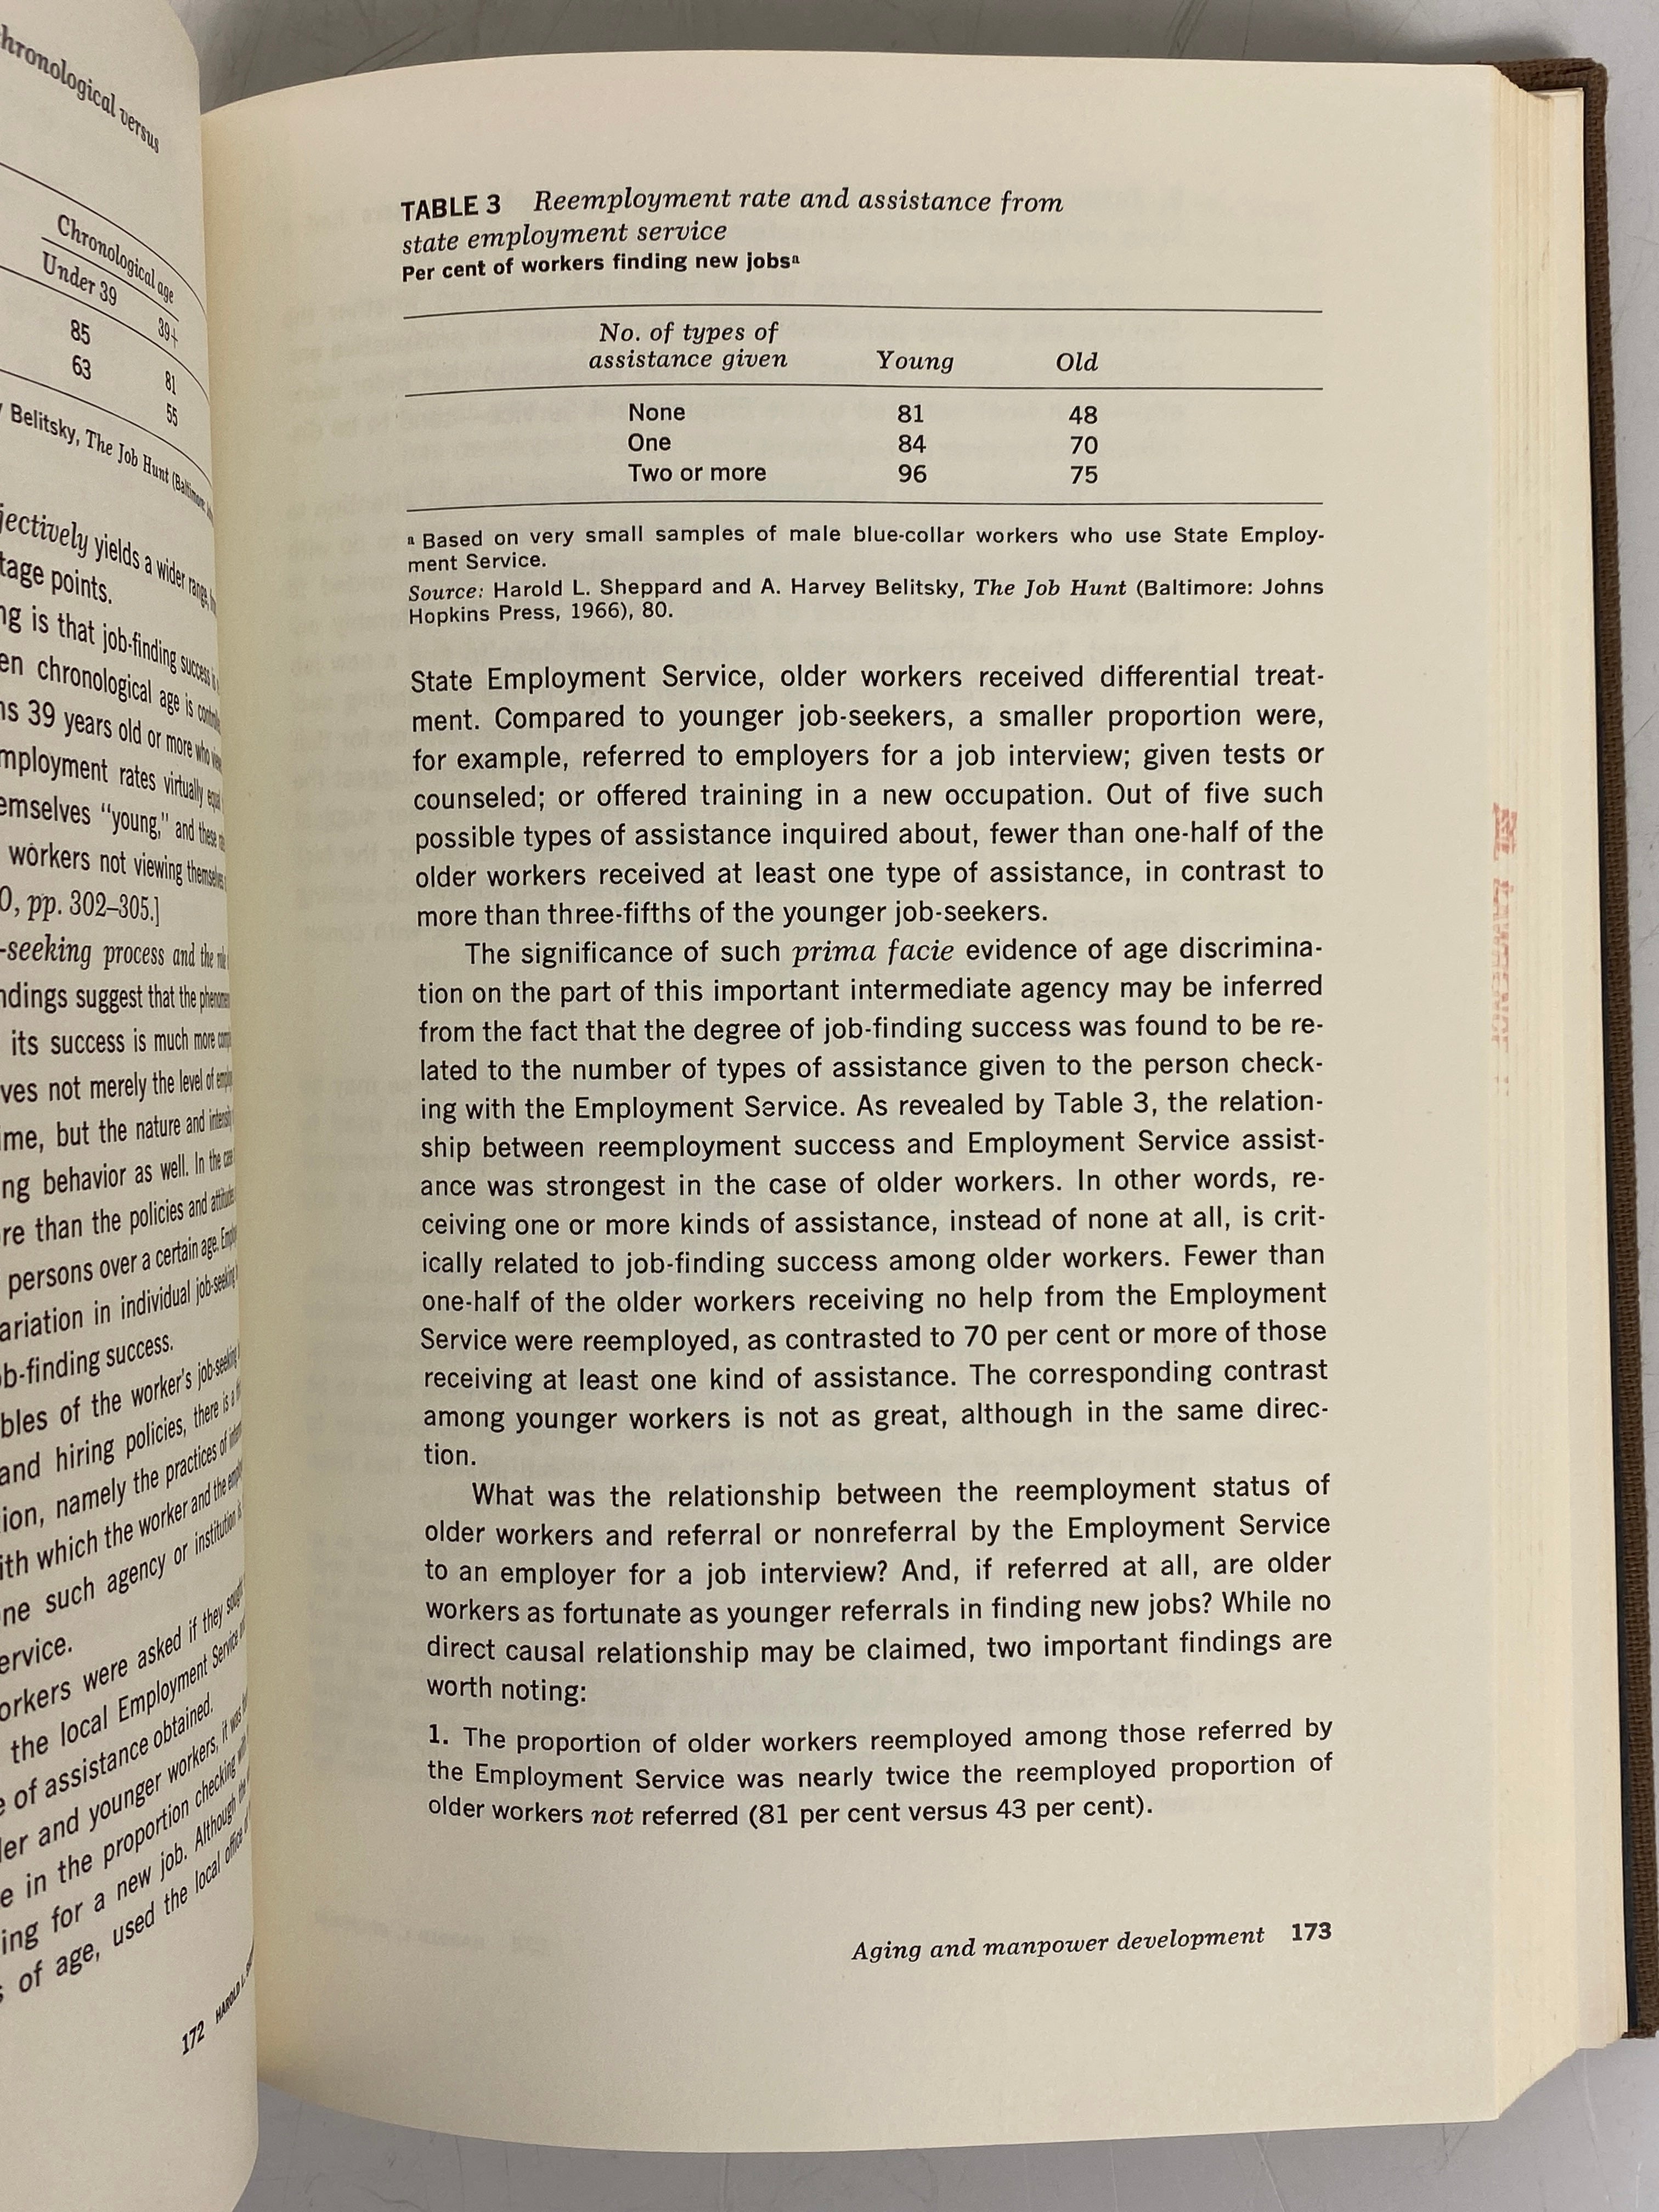 chronological versus
Chronological age
Under 39 39+
85 81
63 55
Belitsky, The Job Hunt (Baltimore:
jectively yields a wider range,
tage points.
ng is that job-finding success is
en chronological age is
ns 39 years old or more who
mployment rates virtually
emselves "young," and these
workers not viewing themselves
0, pp. 302–305.]
-seeking process and the
ndings suggest that the
its success is much more
ves not merely the level of
ime, but the nature and
ng behavior as well. In the
re than the policies and
persons over a certain age.
ariation in individual
b-finding success.
bles of the worker's job-seeking
and hiring policies, there is a
ion, namely the practices of
ith which the worker and the
ne such agency or institution
ervice.
orkers were asked if they
the local Employment Service
e of assistance obtained.
er and younger workers, it was
e in the proportion checking
ing for a new job. Although the
s of age, used the local office
172 HAROLD L.
TABLE 3 Reemployment rate and assistance from
state employment service
Per cent of workers finding new jobsª
No. of types of
assistance given Young Old
None 81 48
One 84 70
Two or more 96 75
ª Based on very small samples of male blue-collar workers who use State Employ-
ment Service.
Source: Harold L. Sheppard and A. Harvey Belitsky, The Job Hunt (Baltimore: Johns
Hopkins Press, 1966), 80.
State Employment Service, older workers received differential treat-
ment. Compared to younger job-seekers, a smaller proportion were,
for example, referred to employers for a job interview; given tests or
counseled; or offered training in a new occupation. Out of five such
possible types of assistance inquired about, fewer than one-half of the
older workers received at least one type of assistance, in contrast to
more than three-fifths of the younger job-seekers.
The significance of such prima facie evidence of age discrimina-
tion on the part of this important intermediate agency may be inferred
from the fact that the degree of job-finding success was found to be re-
lated to the number of types of assistance given to the person check-
ing with the Employment Service. As revealed by Table 3, the relation-
ship between reemployment success and Employment Service assist-
ance was strongest in the case of older workers. In other words, re-
ceiving one or more kinds of assistance, instead of none at all, is crit-
ically related to job-finding success among older workers. Fewer than
one-half of the older workers receiving no help from the Employment
Service were reemployed, as contrasted to 70 per cent or more of those
receiving at least one kind of assistance. The corresponding contrast
among younger workers is not as great, although in the same direc-
tion.
What was the relationship between the reemployment status of
older workers and referral or nonreferral by the Employment Service
to an employer for a job interview? And, if referred at all, are older
workers as fortunate as younger referrals in finding new jobs? While no
direct causal relationship may be claimed, two important findings are
worth noting:
1. The proportion of older workers reemployed among those referred by
the Employment Service was nearly twice the reemployed proportion of
older workers not referred (81 per cent versus 43 per cent).
Aging and manpower development 173